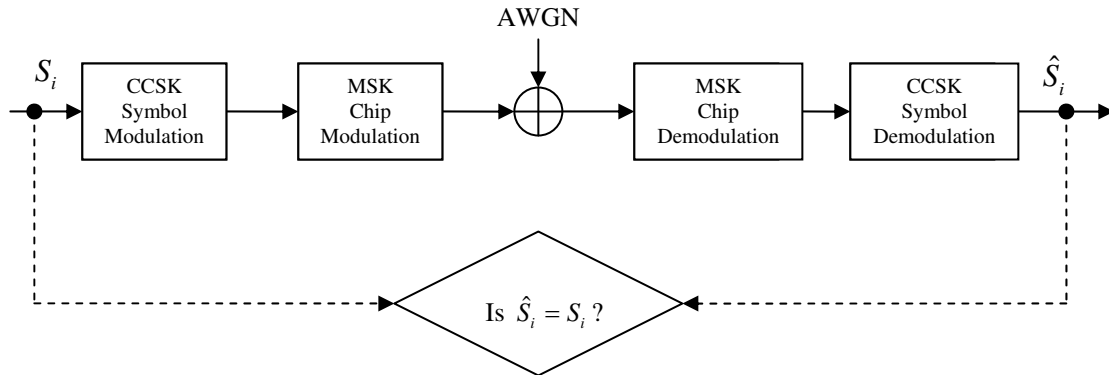 AWGN
S_i
CCSK
Symbol
Modulation
MSK
Chip
Modulation
MSK
Chip
Demodulation
CCSK
Symbol
Demodulation
Ŝ_i
Is Ŝ_i = S_i ?